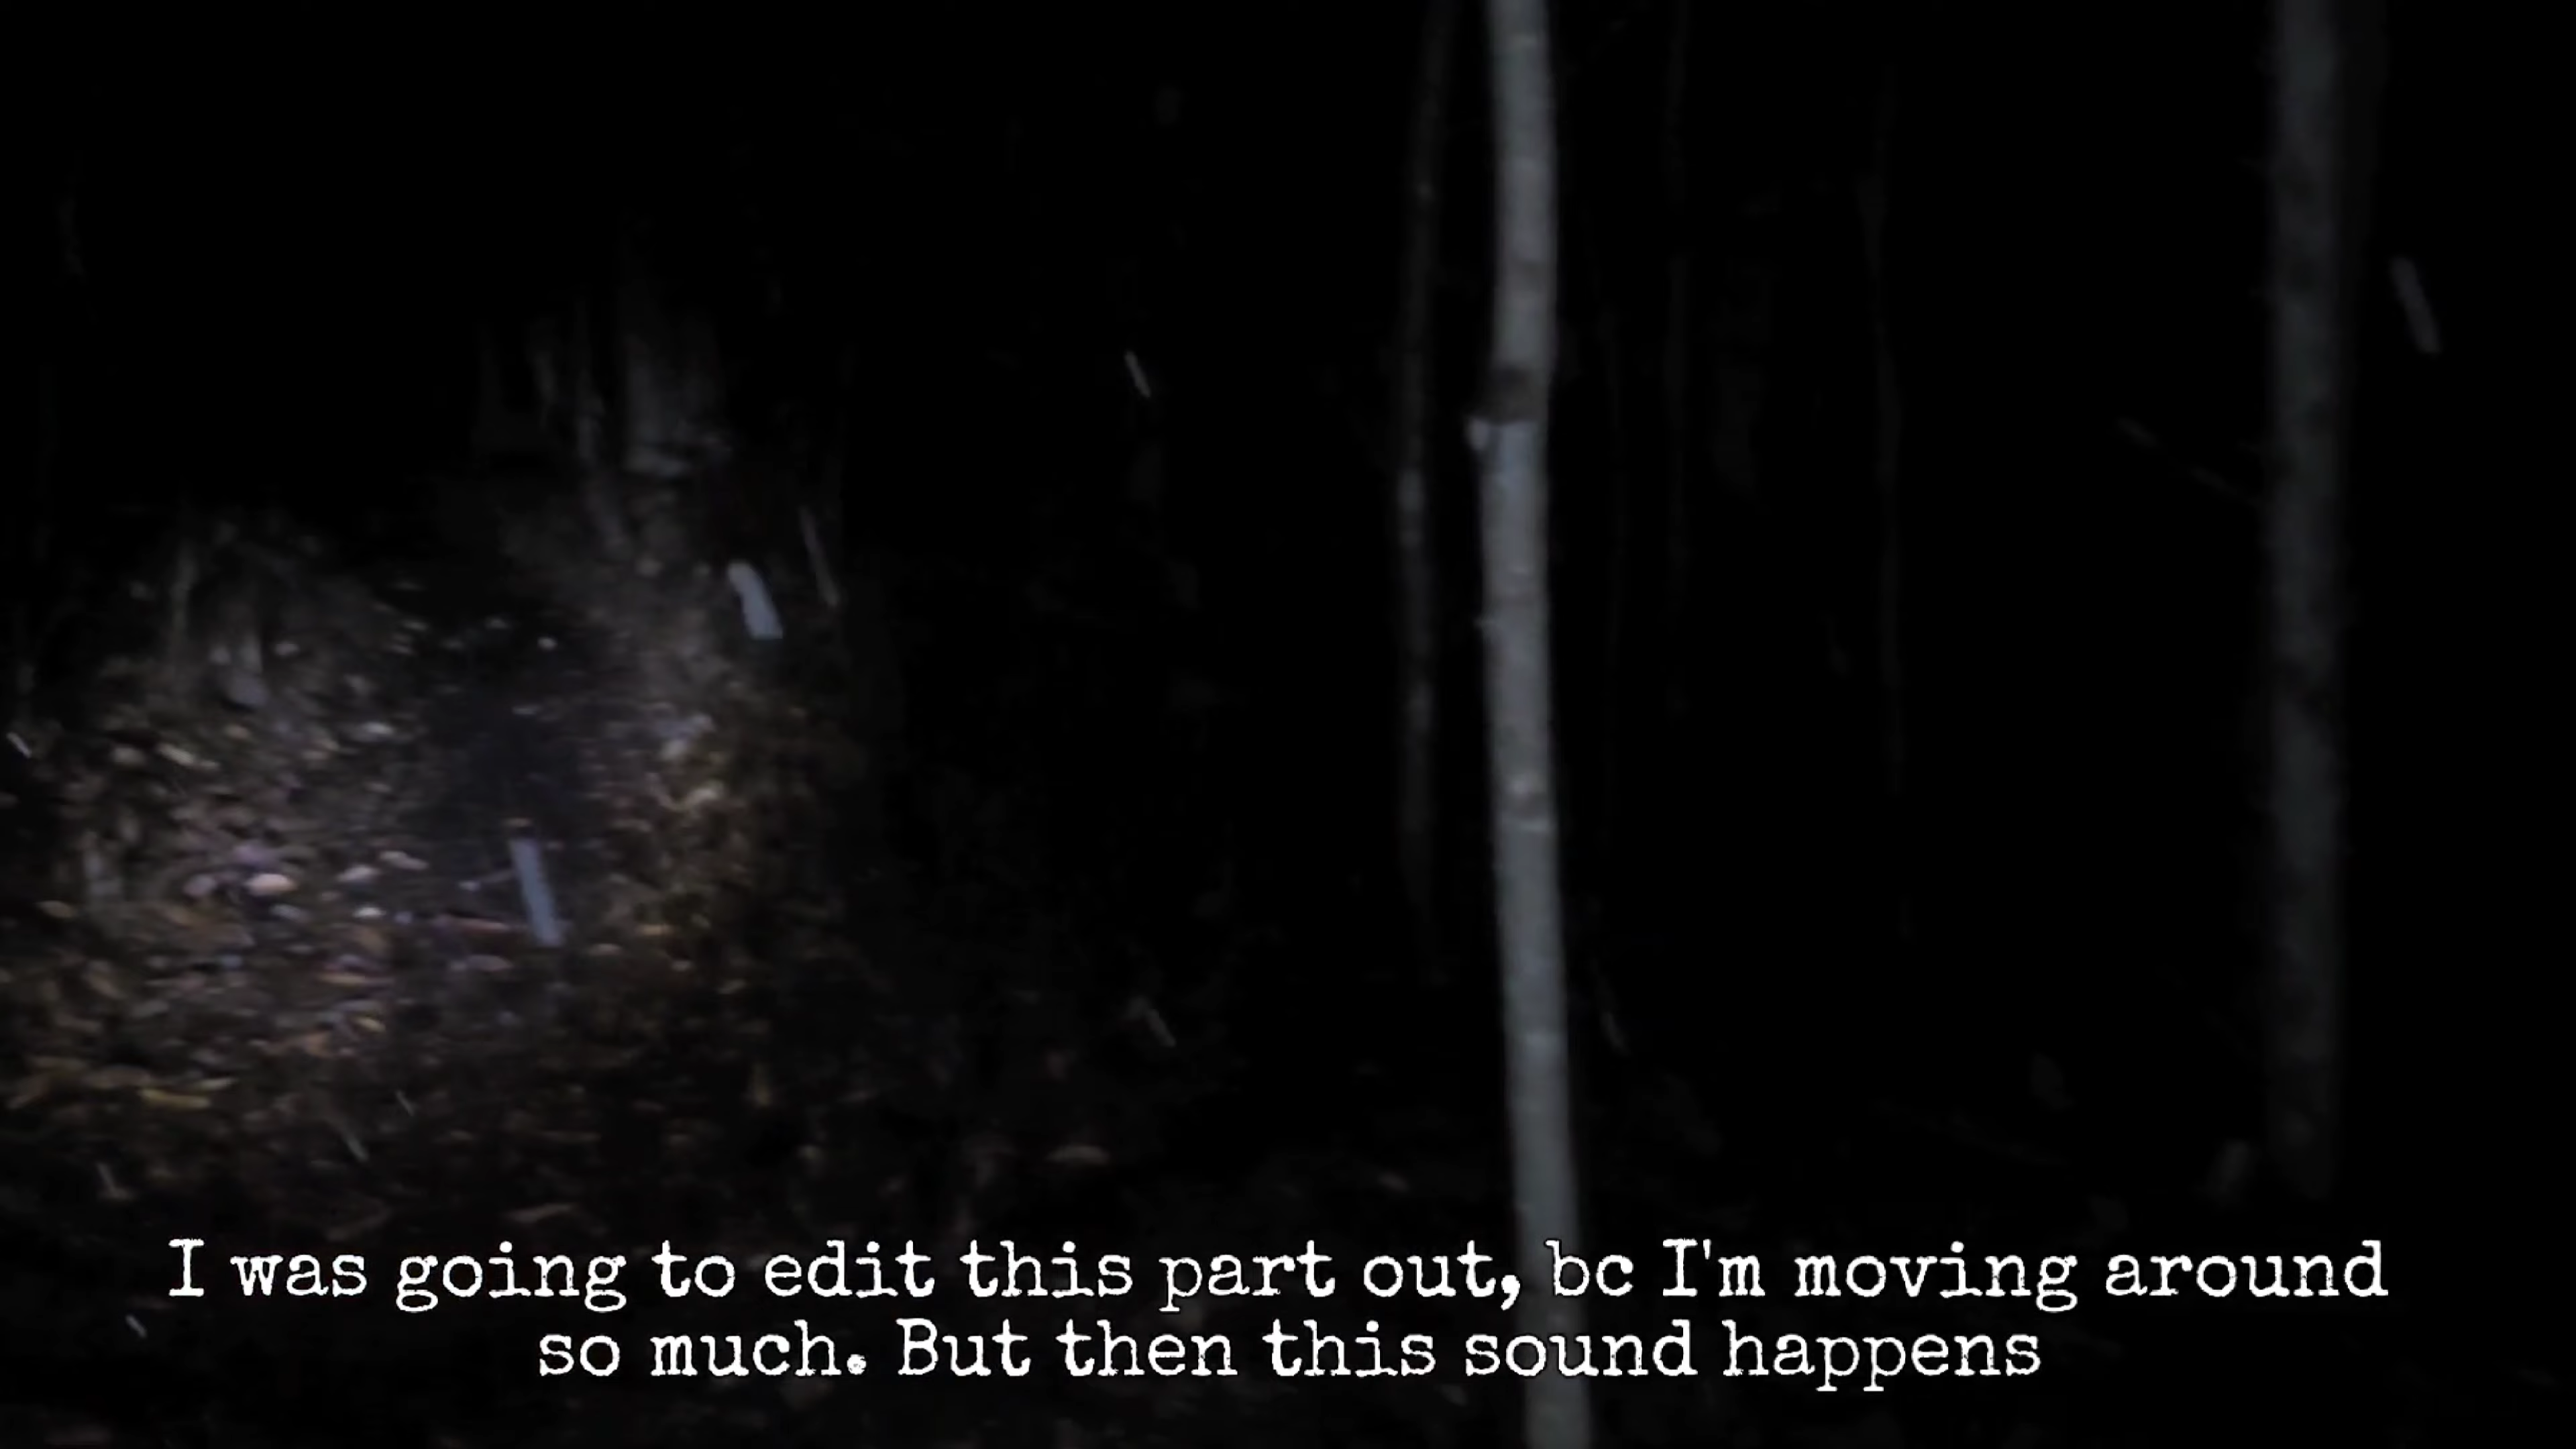 I was going to edit this part out, bc I'm moving around
so much. But then this sound happens